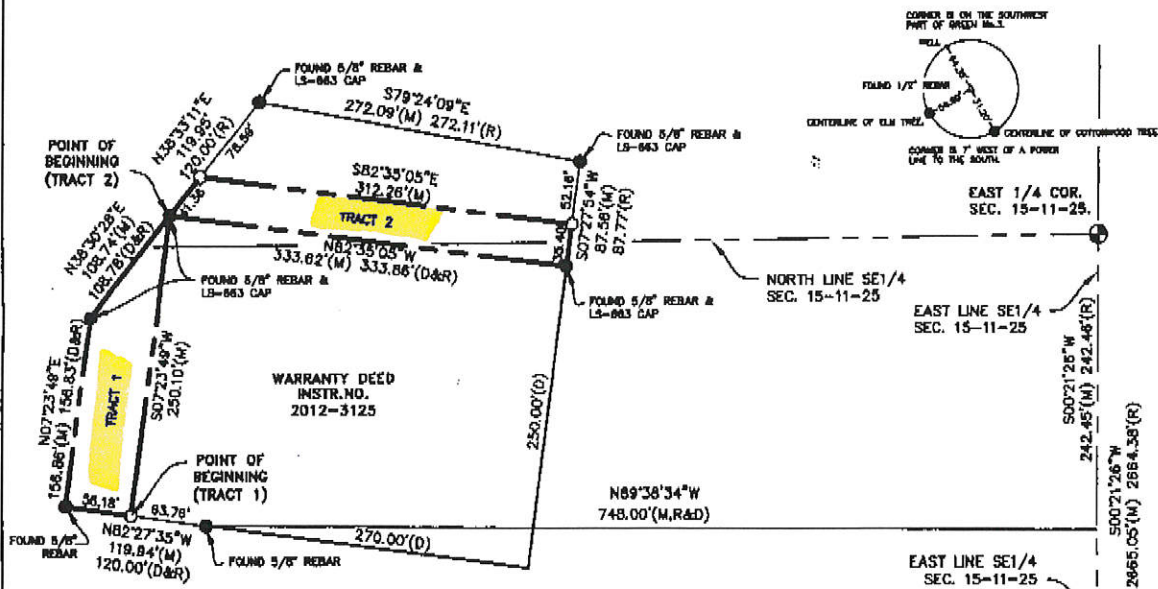 CORNER IS ON THE SOUTHWEST
PART OF GREEN No.3.
WELL
44.35'
FOUND 1/2" REBAR
31.20'
CENTERLINE OF ELM TREE
CENTERLINE OF COTTONWOOD TREE
CORNER IS 7' WEST OF A POWER
LINE TO THE SOUTH.
FOUND 5/8" REBAR &
LS-663 CAP
S79°24'09"E
272.09'(M) 272.11'(R)
N38°33'11"E
119.95'
120.00'(R)
78.58'
POINT OF
BEGINNING
(TRACT 2)
FOUND 5/8" REBAR &
LS-663 CAP
S82°35'05"E
312.26'(M)
TRACT 2
52.16'
S07°27'54"W
87.56'(M)
87.77'(R)
35.40'
EAST 1/4 COR.
SEC. 15-11-25.
N38°36'28"E
108.74'(M)
108.78'(D&R)
N82°35'05"W
333.62'(M) 333.86'(D&R)
NORTH LINE SE1/4
SEC. 15-11-25
FOUND 5/8" REBAR &
LS-663 CAP
FOUND 5/8" REBAR &
LS-663 CAP
EAST LINE SE1/4
SEC. 15-11-25
S00°21'26"W
242.45'(M) 242.46'(R)
N07°23'49"E
156.86'(M) 156.83'(D&R)
TRACT 1
S07°23'49"W
250.10'(M)
WARRANTY DEED
INSTR.NO.
2012-3125
250.00'(D)
POINT OF
BEGINNING
(TRACT 1)
N89°38'34"W
748.00'(M,R&D)
S00°21'26"W
2665.05'(M) 2664.38'(R)
56.18'
63.76'
FOUND 5/8"
REBAR
N82°27'35"W
119.94'(M)
120.00'(D&R)
270.00'(D)
FOUND 5/8" REBAR
EAST LINE SE1/4
SEC. 15-11-25